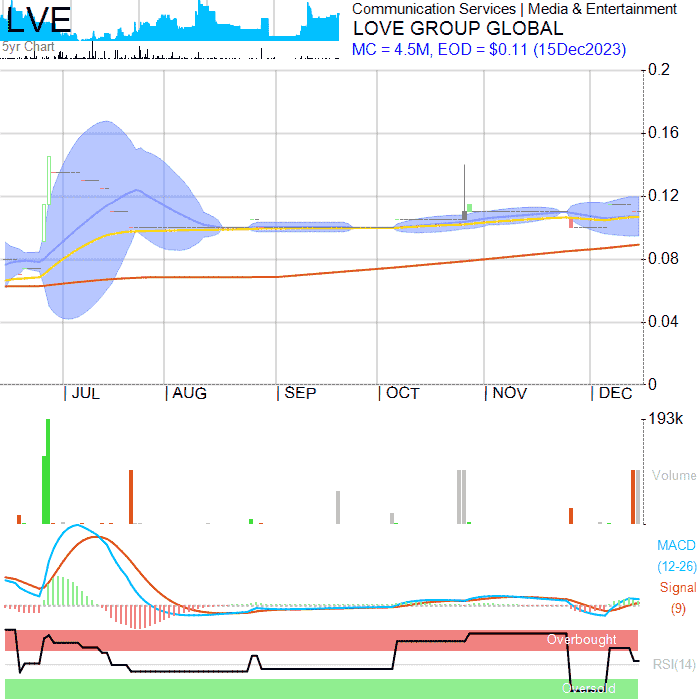 LVE
5yr Chart
Communication Services | Media & Entertainment
LOVE GROUP GLOBAL
MC = 4.5M, EOD = $0.11 (15Dec2023)
0.2
0.16
0.12
0.08
0.04
0
| JUL | AUG | SEP | OCT | NOV | DEC
193k
Volume
MACD
(12-26)
Signal
(9)
Overbought
RSI(14)
Oversold